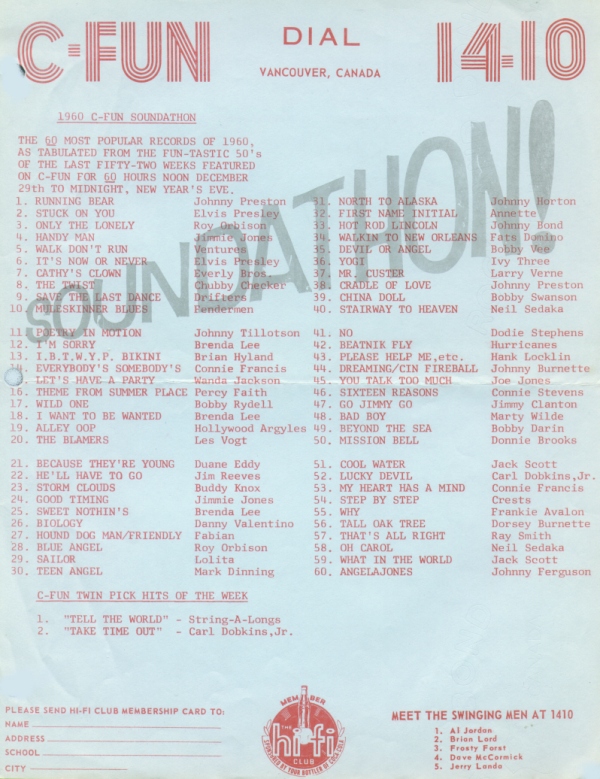 C-FUN DIAL 14-10
VANCOUVER, CANADA
SOUNDATHON!
1960 C-FUN SOUNDATHON
THE 60 MOST POPULAR RECORDS OF 1960,
AS TABULATED FROM THE FUN-TASTIC 50's
OF THE LAST FIFTY-TWO WEEKS FEATURED
ON C-FUN FOR 60 HOURS NOON DECEMBER
29th TO MIDNIGHT, NEW YEAR'S EVE.
1. RUNNING BEAR Johnny Preston
2. STUCK ON YOU Elvis Presley
3. ONLY THE LONELY Roy Orbison
4. HANDY MAN Jimmie Jones
5. WALK DON'T RUN Ventures
6. IT'S NOW OR NEVER Elvis Presley
7. CATHY'S CLOWN Everly Bros.
8. THE TWIST Chubby Checker
9. SAVE THE LAST DANCE Drifters
10. MULESKINNER BLUES Fendermen
11. POETRY IN MOTION Johnny Tillotson
12. I'M SORRY Brenda Lee
13. I.B.T.W.Y.P. BIKINI Brian Hyland
14. EVERYBODY'S SOMEBODY'S Connie Francis
15. LET'S HAVE A PARTY Wanda Jackson
16. THEME FROM SUMMER PLACE Percy Faith
17. WILD ONE Bobby Rydell
18. I WANT TO BE WANTED Brenda Lee
19. ALLEY OOP Hollywood Argyles
20. THE BLAMERS Les Vogt
21. BECAUSE THEY'RE YOUNG Duane Eddy
22. HE'LL HAVE TO GO Jim Reeves
23. STORM CLOUDS Buddy Knox
24. GOOD TIMING Jimmie Jones
25. SWEET NOTHIN'S Brenda Lee
26. BIOLOGY Danny Valentino
27. HOUND DOG MAN/FRIENDLY Fabian
28. BLUE ANGEL Roy Orbison
29. SAILOR Lolita
30. TEEN ANGEL Mark Dinning
31. NORTH TO ALASKA Johnny Horton
32. FIRST NAME INITIAL Annette
33. HOT ROD LINCOLN Johnny Bond
34. WALKIN TO NEW ORLEANS Fats Domino
35. DEVIL OR ANGEL Bobby Vee
36. YOGI Ivy Three
37. MR. CUSTER Larry Verne
38. CRADLE OF LOVE Johnny Preston
39. CHINA DOLL Bobby Swanson
40. STAIRWAY TO HEAVEN Neil Sedaka
41. NO Dodie Stephens
42. BEATNIK FLY Hurricanes
43. PLEASE HELP ME,etc. Hank Locklin
44. DREAMING/CIN FIREBALL Johnny Burnette
45. YOU TALK TOO MUCH Joe Jones
46. SIXTEEN REASONS Connie Stevens
47. GO JIMMY GO Jimmy Clanton
48. BAD BOY Marty Wilde
49. BEYOND THE SEA Bobby Darin
50. MISSION BELL Donnie Brooks
51. COOL WATER Jack Scott
52. LUCKY DEVIL Carl Dobkins,Jr.
53. MY HEART HAS A MIND Connie Francis
54. STEP BY STEP Crests
55. WHY Frankie Avalon
56. TALL OAK TREE Dorsey Burnette
57. THAT'S ALL RIGHT Ray Smith
58. OH CAROL Neil Sedaka
59. WHAT IN THE WORLD Jack Scott
60. ANGELAJONES Johnny Ferguson
C-FUN TWIN PICK HITS OF THE WEEK
1. "TELL THE WORLD" - String-A-Longs
2. "TAKE TIME OUT" - Carl Dobkins,Jr.
PLEASE SEND HI-FI CLUB MEMBERSHIP CARD TO:
NAME
ADDRESS
SCHOOL
CITY
MEMBER
THE
hi-fi
CLUB
SPONSORED BY YOUR BOTTLER OF COCA-COLA
MEET THE SWINGING MEN AT 1410
1. Al Jordan
2. Brian Lord
3. Frosty Forst
4. Dave McCormick
5. Jerry Landa